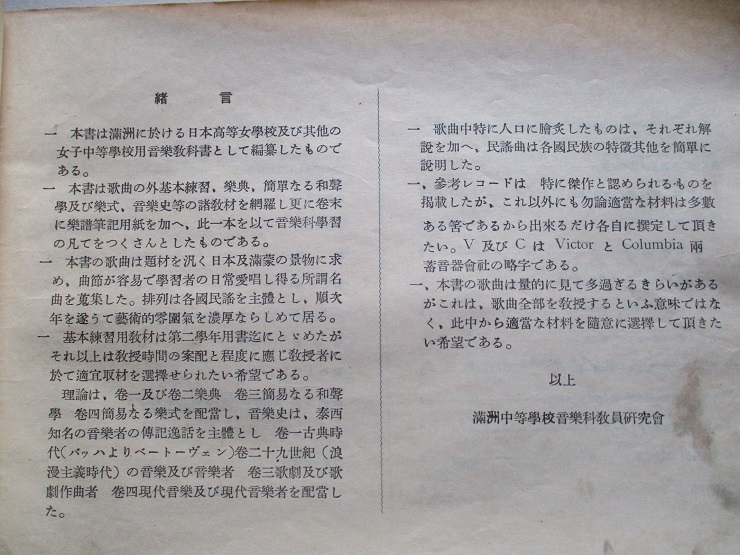 緒言
一 本書は滿洲に於ける日本高等女學校及び其他の
女子中等學校用音樂敎科書として編纂したもので
ある。
一 本書は歌曲の外基本練習、樂典、簡單なる和聲
學及び樂式、音樂史等の諸敎材を網羅し更に卷末
に樂譜筆記用紙を加へ、此一本を以て音樂科學習
の凡てをつくさんとしたものである。
一 本書の歌曲は題材を汎く日本及滿蒙の景物に求
め、曲節が容易で學習者の日常愛唱し得る所謂名
曲を蒐集した。排列は各國民謠を主體とし、順次
年を逐うて藝術的雰圍氣を濃厚ならしめて居る。
一 基本練習用敎材は第二學年用書迄にとゞめたが
それ以上は敎授時間の案配と程度に應じ敎授者に
於て適宜取材を選擇せられたい希望である。
理論は、卷一及び卷二樂典 卷三簡易なる和聲
學 卷四簡易なる樂式を配當し、音樂史は、泰西
知名の音樂者の傳記逸話を主體とし 卷一古典時
代(バッハよりベートーヴェン)卷二十九世紀(浪
漫主義時代)の音樂及び音樂者 卷三歌劇及び歌
劇作曲者 卷四現代音樂及び現代音樂者を配當し
た。
一 歌曲中特に人口に膾炙したものは、それぞれ解
說を加へ、民謠曲は各國民族の特徵其他を簡單に
說明した。
一、參考レコードは 特に傑作と認められるものを
揭載したが、これ以外にも勿論適當な材料は多數
ある筈であるから出來るだけ各自に撰定して頂き
たい。V 及び C は Victor と Columbia 兩
蓄音器會社の略字である。
一、本書の歌曲は量的に見て多過ぎるきらいがある
がこれは、歌曲全部を敎授するといふ意味ではな
く、此中から適當な材料を隨意に選擇して頂きた
い希望である。
以上
滿洲中等學校音樂科敎員硏究會